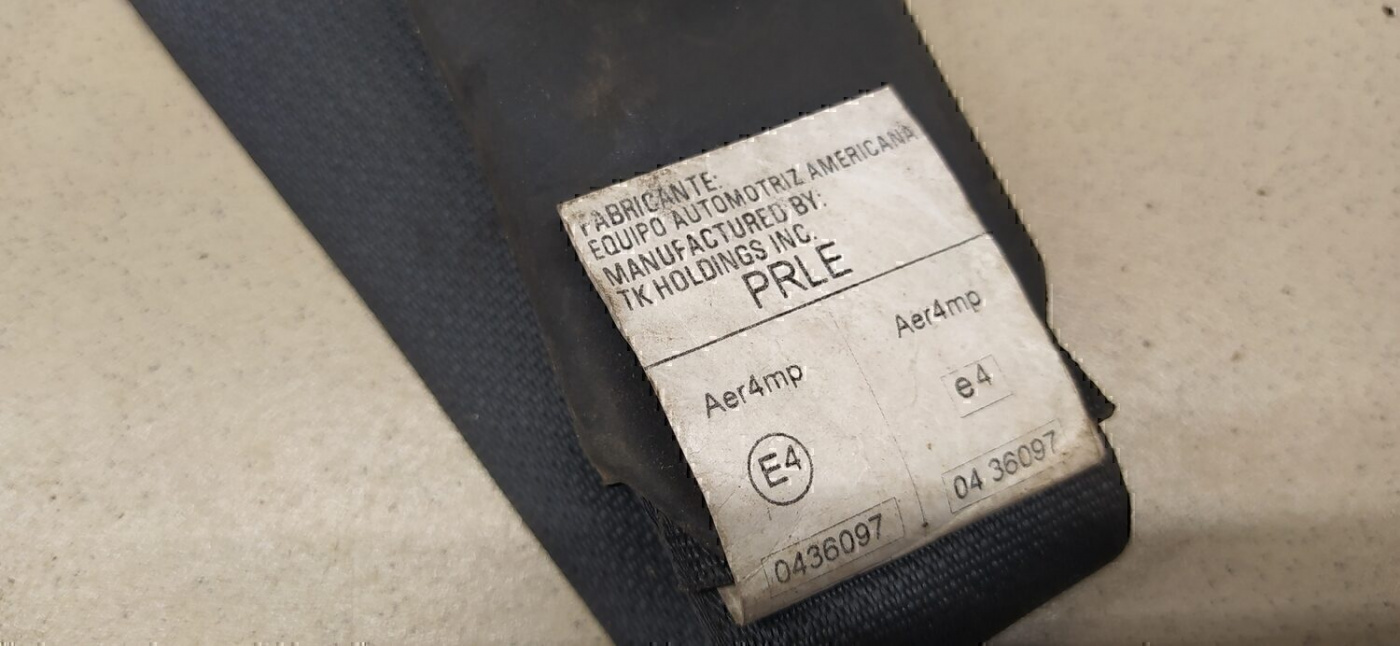 FABRICANTE:
EQUIPO AUTOMOTRIZ AMERICANA
MANUFACTURED BY:
TK HOLDINGS INC.
PRLE
Aer4mp
Aer4mp
E4
e4
0436097
04 36097